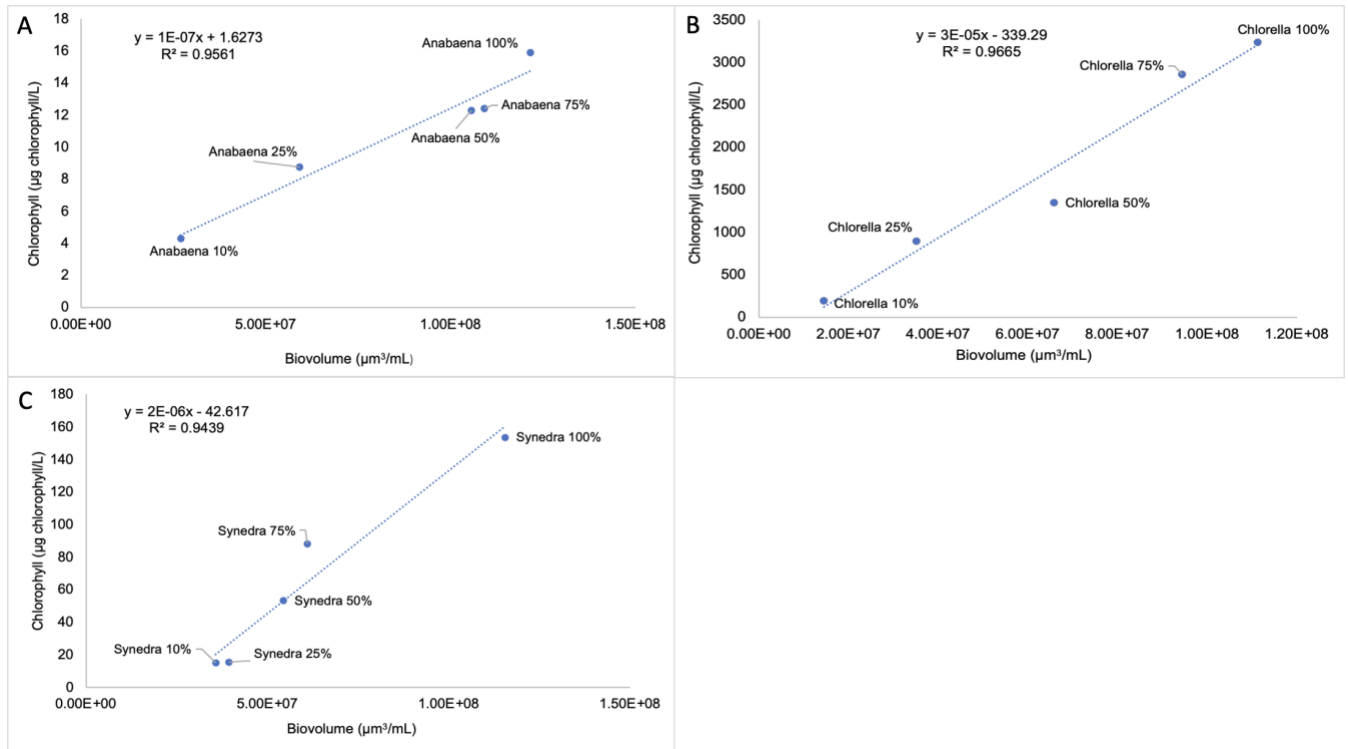 A
y = 1E-07x + 1.6273
R² = 0.9561
Chlorophyll (µg chlorophyll/L)
18
16
14
12
10
8
6
4
2
0
Anabaena 100%
Anabaena 75%
Anabaena 50%
Anabaena 25%
Anabaena 10%
0.00E+00 5.00E+07 1.00E+08 1.50E+08
Biovolume (µm³/mL)
B
y = 3E-05x - 339.29
R² = 0.9665
Chlorophyll (µg chlorophyll/L)
3500
3000
2500
2000
1500
1000
500
0
Chlorella 100%
Chlorella 75%
Chlorella 50%
Chlorella 25%
Chlorella 10%
0.00E+00 2.00E+07 4.00E+07 6.00E+07 8.00E+07 1.00E+08 1.20E+08
Biovolume (µm³/mL)
C
y = 2E-06x - 42.617
R² = 0.9439
Chlorophyll (µg chlorophyll/L)
180
160
140
120
100
80
60
40
20
0
Synedra 100%
Synedra 75%
Synedra 50%
Synedra 10%
Synedra 25%
0.00E+00 5.00E+07 1.00E+08 1.50E+08
Biovolume (µm³/mL)